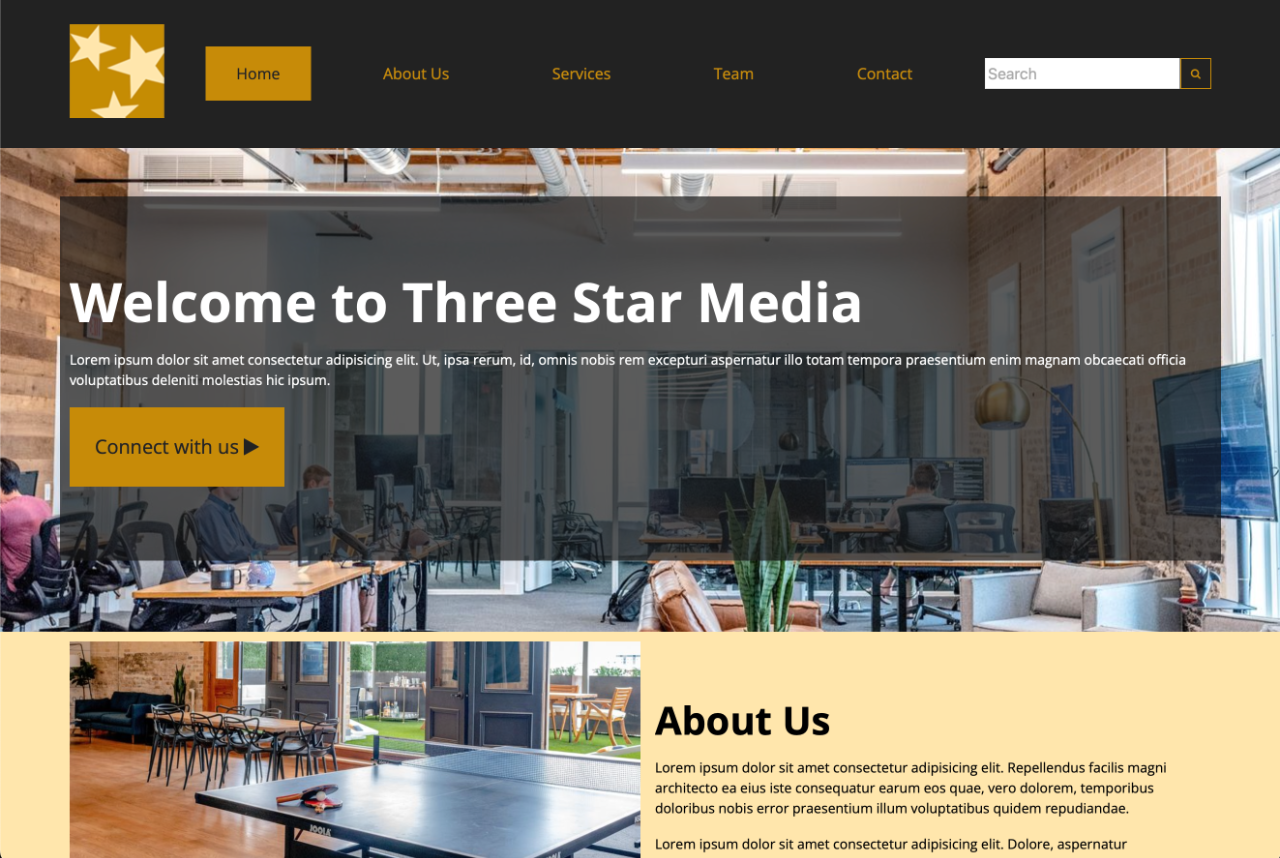 Home
About Us
Services
Team
Contact
Search
Welcome to Three Star Media
Lorem ipsum dolor sit amet consectetur adipisicing elit. Ut, ipsa rerum, id, omnis nobis rem excepturi aspernatur illo totam tempora praesentium enim magnam obcaecati officia
voluptatibus deleniti molestias hic ipsum.
Connect with us
About Us
Lorem ipsum dolor sit amet consectetur adipisicing elit. Repellendus facilis magni
architecto ea eius iste consequatur earum eos quae, vero dolorem, temporibus
doloribus nobis error praesentium illum voluptatibus quidem repudiandae.
Lorem ipsum dolor sit amet consectetur adipisicing elit. Dolore, aspernatur
JOOLA